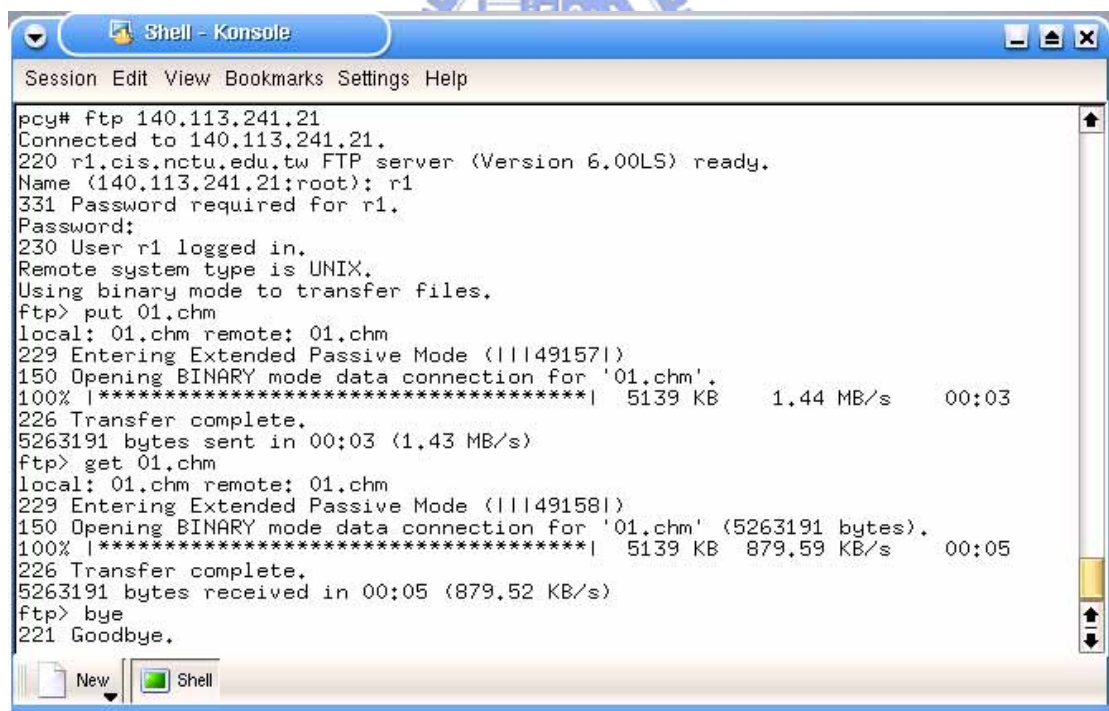 Shell - Konsole
Session Edit View Bookmarks Settings Help
pcy# ftp 140.113.241.21
Connected to 140.113.241.21.
220 r1.cis.nctu.edu.tw FTP server (Version 6.00LS) ready.
Name (140.113.241.21:root): r1
331 Password required for r1.
Password:
230 User r1 logged in.
Remote system type is UNIX.
Using binary mode to transfer files.
ftp> put 01.chm
local: 01.chm remote: 01.chm
229 Entering Extended Passive Mode (|||49157|)
150 Opening BINARY mode data connection for '01.chm'.
100% |*************************************| 5139 KB 1.44 MB/s 00:03
226 Transfer complete.
5263191 bytes sent in 00:03 (1.43 MB/s)
ftp> get 01.chm
local: 01.chm remote: 01.chm
229 Entering Extended Passive Mode (|||49158|)
150 Opening BINARY mode data connection for '01.chm' (5263191 bytes).
100% |*************************************| 5139 KB 879.59 KB/s 00:05
226 Transfer complete.
5263191 bytes received in 00:05 (879.52 KB/s)
ftp> bye
221 Goodbye.
New Shell